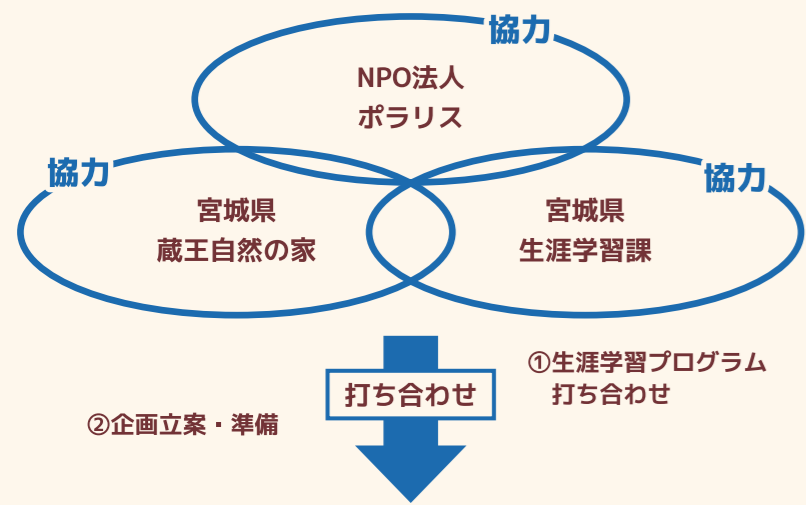 協力
NPO法人
ポラリス
協力
宮城県
蔵王自然の家
協力
宮城県
生涯学習課
打ち合わせ
①生涯学習プログラム
打ち合わせ
②企画立案・準備